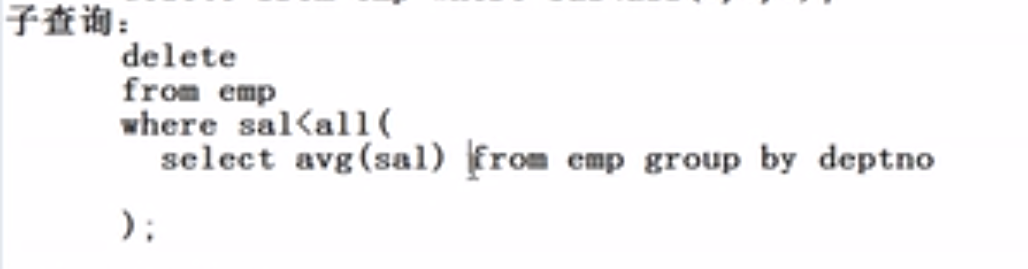 子查询：
delete
from emp
where sal<all(
select avg(sal) from emp group by deptno
);